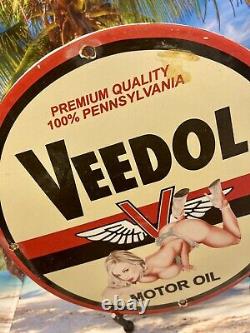 PREMIUM QUALITY
100% PENNSYLVANIA
VEEDOL
V
MOTOR OIL